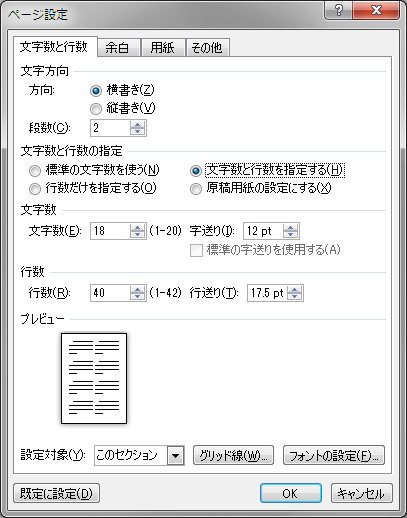 ページ設定
文字数と行数 余白 用紙 その他
文字方向
方向: 横書き(Z)
縦書き(V)
段数(C): 2
文字数と行数の指定
標準の文字数を使う(N) 文字数と行数を指定する(H)
行数だけを指定する(O) 原稿用紙の設定にする(X)
文字数
文字数(E): 18 (1-20) 字送り(I): 12 pt
標準の字送りを使用する(A)
行数
行数(R): 40 (1-42) 行送り(T): 17.5 pt
プレビュー
設定対象(Y): このセクション グリッド線(W)... フォントの設定(F)...
既定に設定(D) OK キャンセル